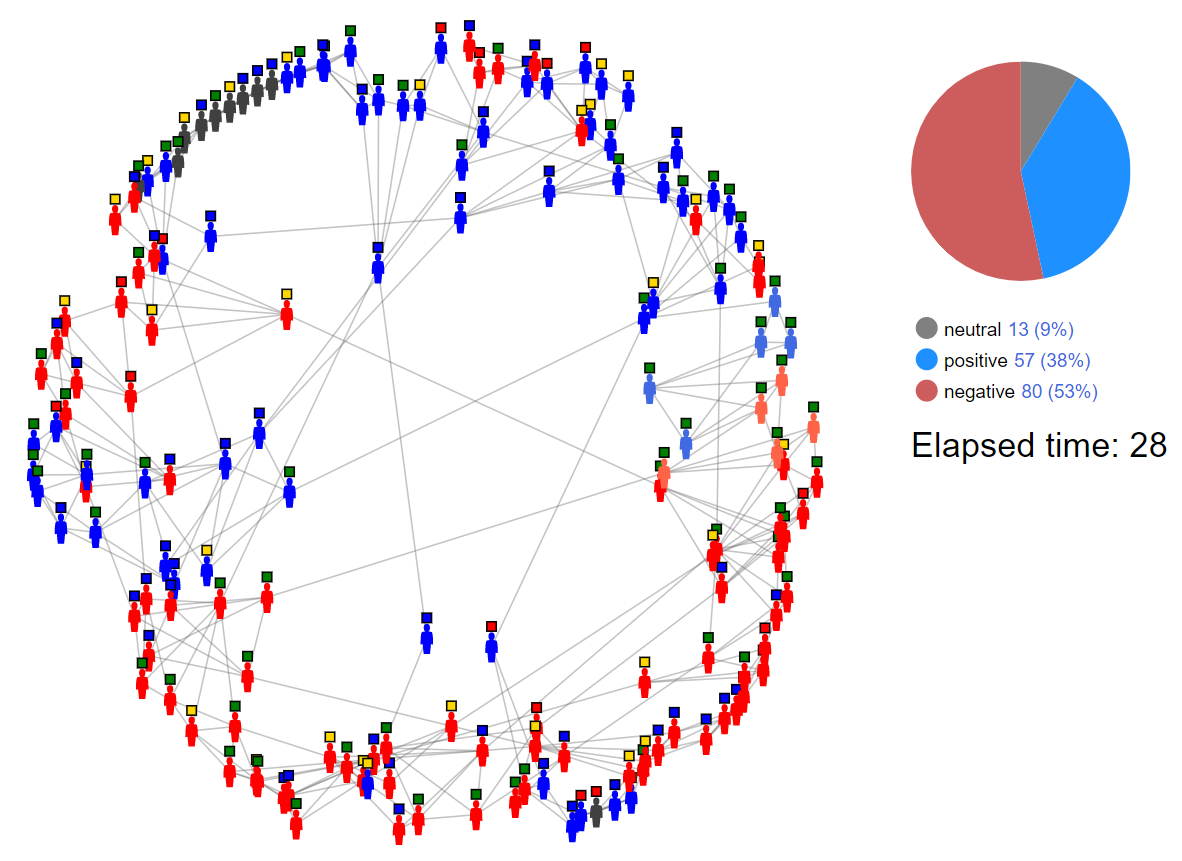 neutral 13 (9%)
positive 57 (38%)
negative 80 (53%)
Elapsed time: 28